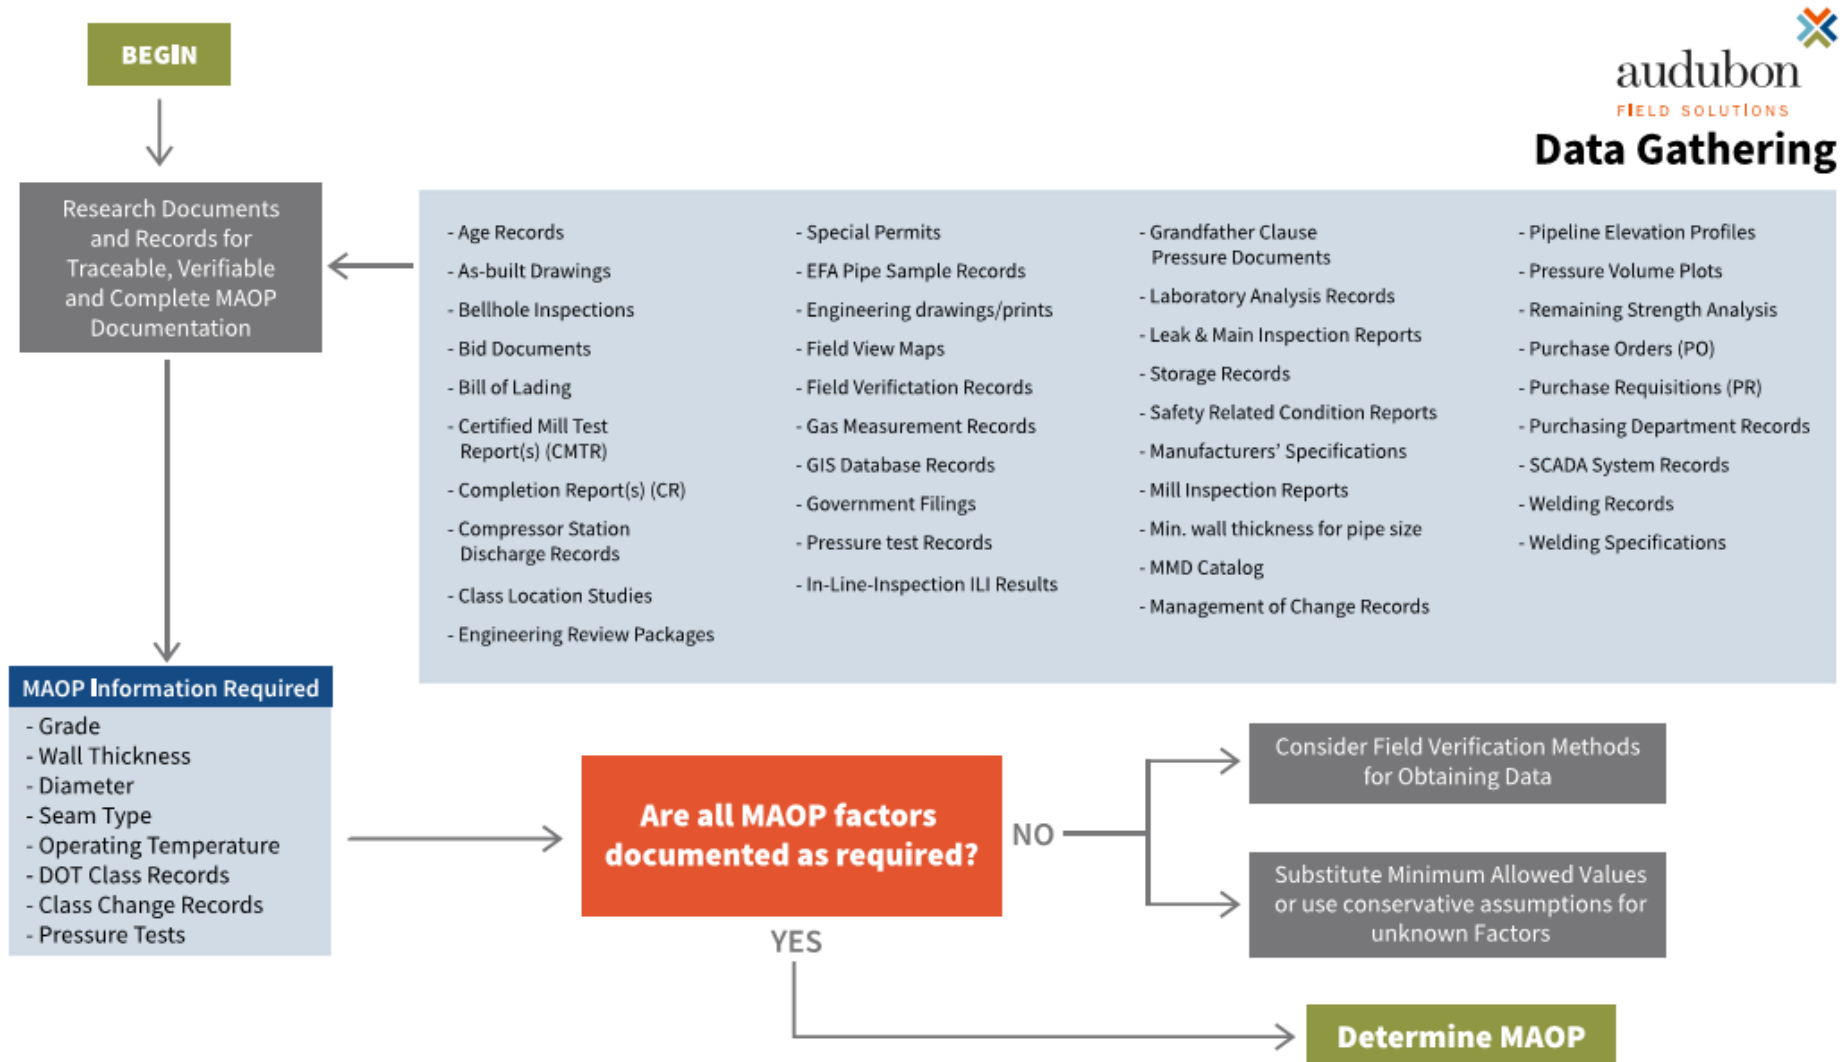 BEGIN
audubon
FIELD SOLUTIONS
Data Gathering
Research Documents
and Records for
Traceable, Verifiable
and Complete MAOP
Documentation
- Age Records
- As-built Drawings
- Bellhole Inspections
- Bid Documents
- Bill of Lading
- Certified Mill Test
Report(s) (CMTR)
- Completion Report(s) (CR)
- Compressor Station
Discharge Records
- Class Location Studies
- Engineering Review Packages
- Special Permits
- EFA Pipe Sample Records
- Engineering drawings/prints
- Field View Maps
- Field Verifictation Records
- Gas Measurement Records
- GIS Database Records
- Government Filings
- Pressure test Records
- In-Line-Inspection ILI Results
- Grandfather Clause
Pressure Documents
- Laboratory Analysis Records
- Leak & Main Inspection Reports
- Storage Records
- Safety Related Condition Reports
- Manufacturers’ Specifications
- Mill Inspection Reports
- Min. wall thickness for pipe size
- MMD Catalog
- Management of Change Records
- Pipeline Elevation Profiles
- Pressure Volume Plots
- Remaining Strength Analysis
- Purchase Orders (PO)
- Purchase Requisitions (PR)
- Purchasing Department Records
- SCADA System Records
- Welding Records
- Welding Specifications
MAOP Information Required
- Grade
- Wall Thickness
- Diameter
- Seam Type
- Operating Temperature
- DOT Class Records
- Class Change Records
- Pressure Tests
Are all MAOP factors
documented as required?
NO
Consider Field Verification Methods
for Obtaining Data
Substitute Minimum Allowed Values
or use conservative assumptions for
unknown Factors
YES
Determine MAOP